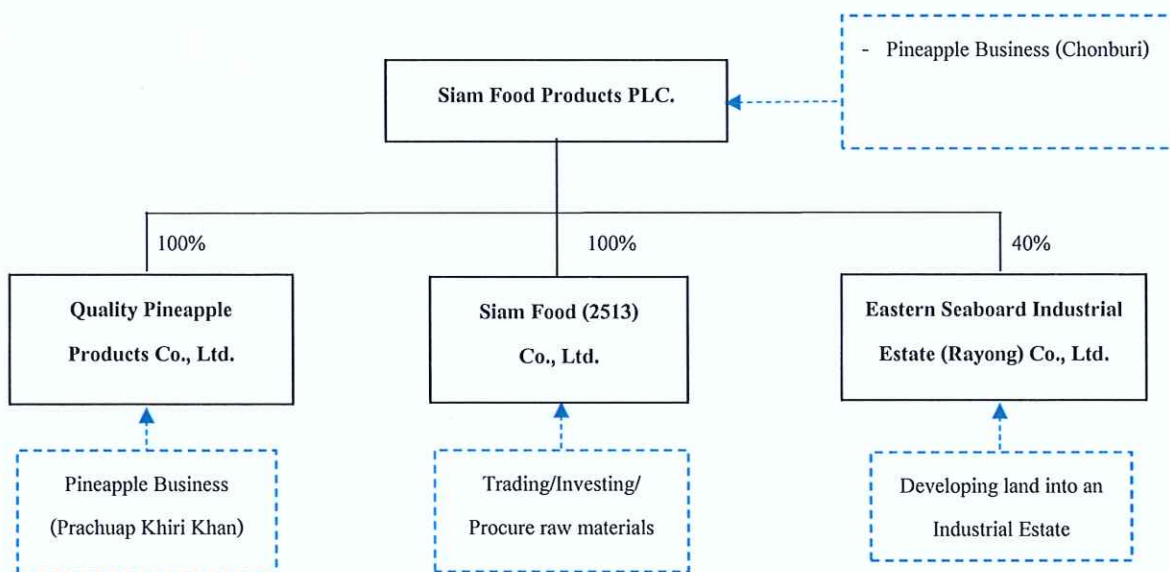 - Pineapple Business (Chonburi)
Siam Food Products PLC.
100%
100%
40%
Quality Pineapple
Products Co., Ltd.
Siam Food (2513)
Co., Ltd.
Eastern Seaboard Industrial
Estate (Rayong) Co., Ltd.
Pineapple Business
(Prachuap Khiri Khan)
Trading/Investing/
Procure raw materials
Developing land into an
Industrial Estate